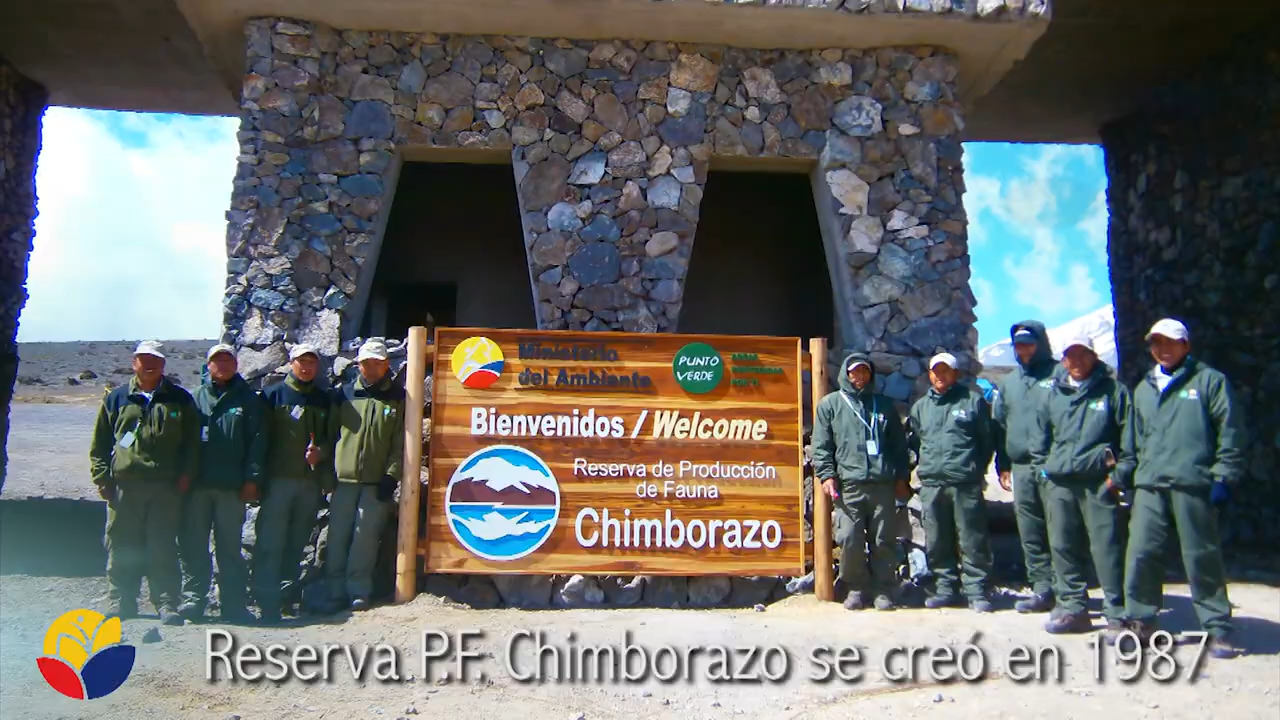 Ministerio
del Ambiente
PUNTO
VERDE
Bienvenidos / Welcome
Reserva de Producción
de Fauna
Chimborazo
Reserva P.F. Chimborazo se creó en 1987